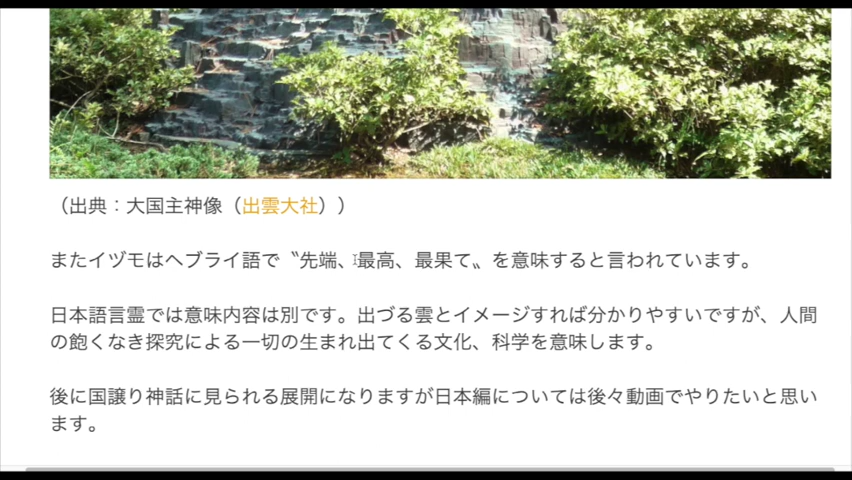 （出典：大国主神像（出雲大社））
またイヅモはヘブライ語で〝先端、最高、最果て〟を意味すると言われています。
日本語言霊では意味内容は別です。出づる雲とイメージすれば分かりやすいですが、人間
の飽くなき探究による一切の生まれ出てくる文化、科学を意味します。
後に国譲り神話に見られる展開になりますが日本編については後々動画でやりたいと思い
ます。